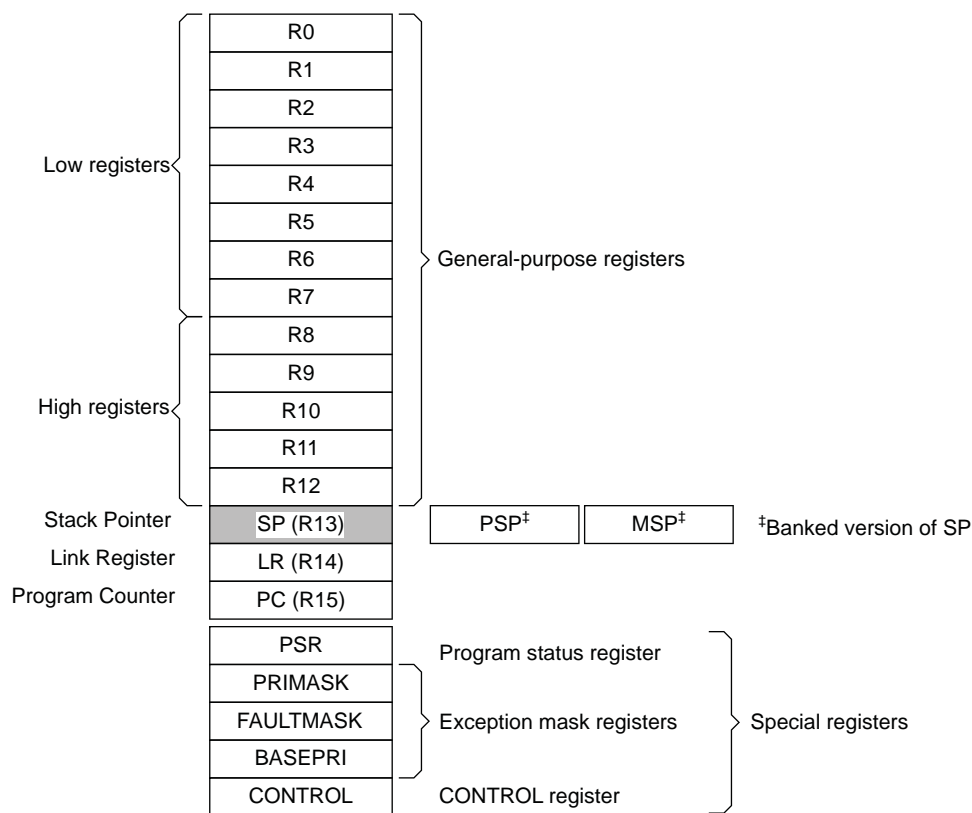 R0
R1
R2
R3
Low registers
R4
R5
R6
General-purpose registers
R7
R8
R9
High registers
R10
R11
R12
Stack Pointer SP (R13) PSP‡ MSP‡ ‡Banked version of SP
Link Register LR (R14)
Program Counter PC (R15)
PSR Program status register
PRIMASK
FAULTMASK Exception mask registers Special registers
BASEPRI
CONTROL CONTROL register